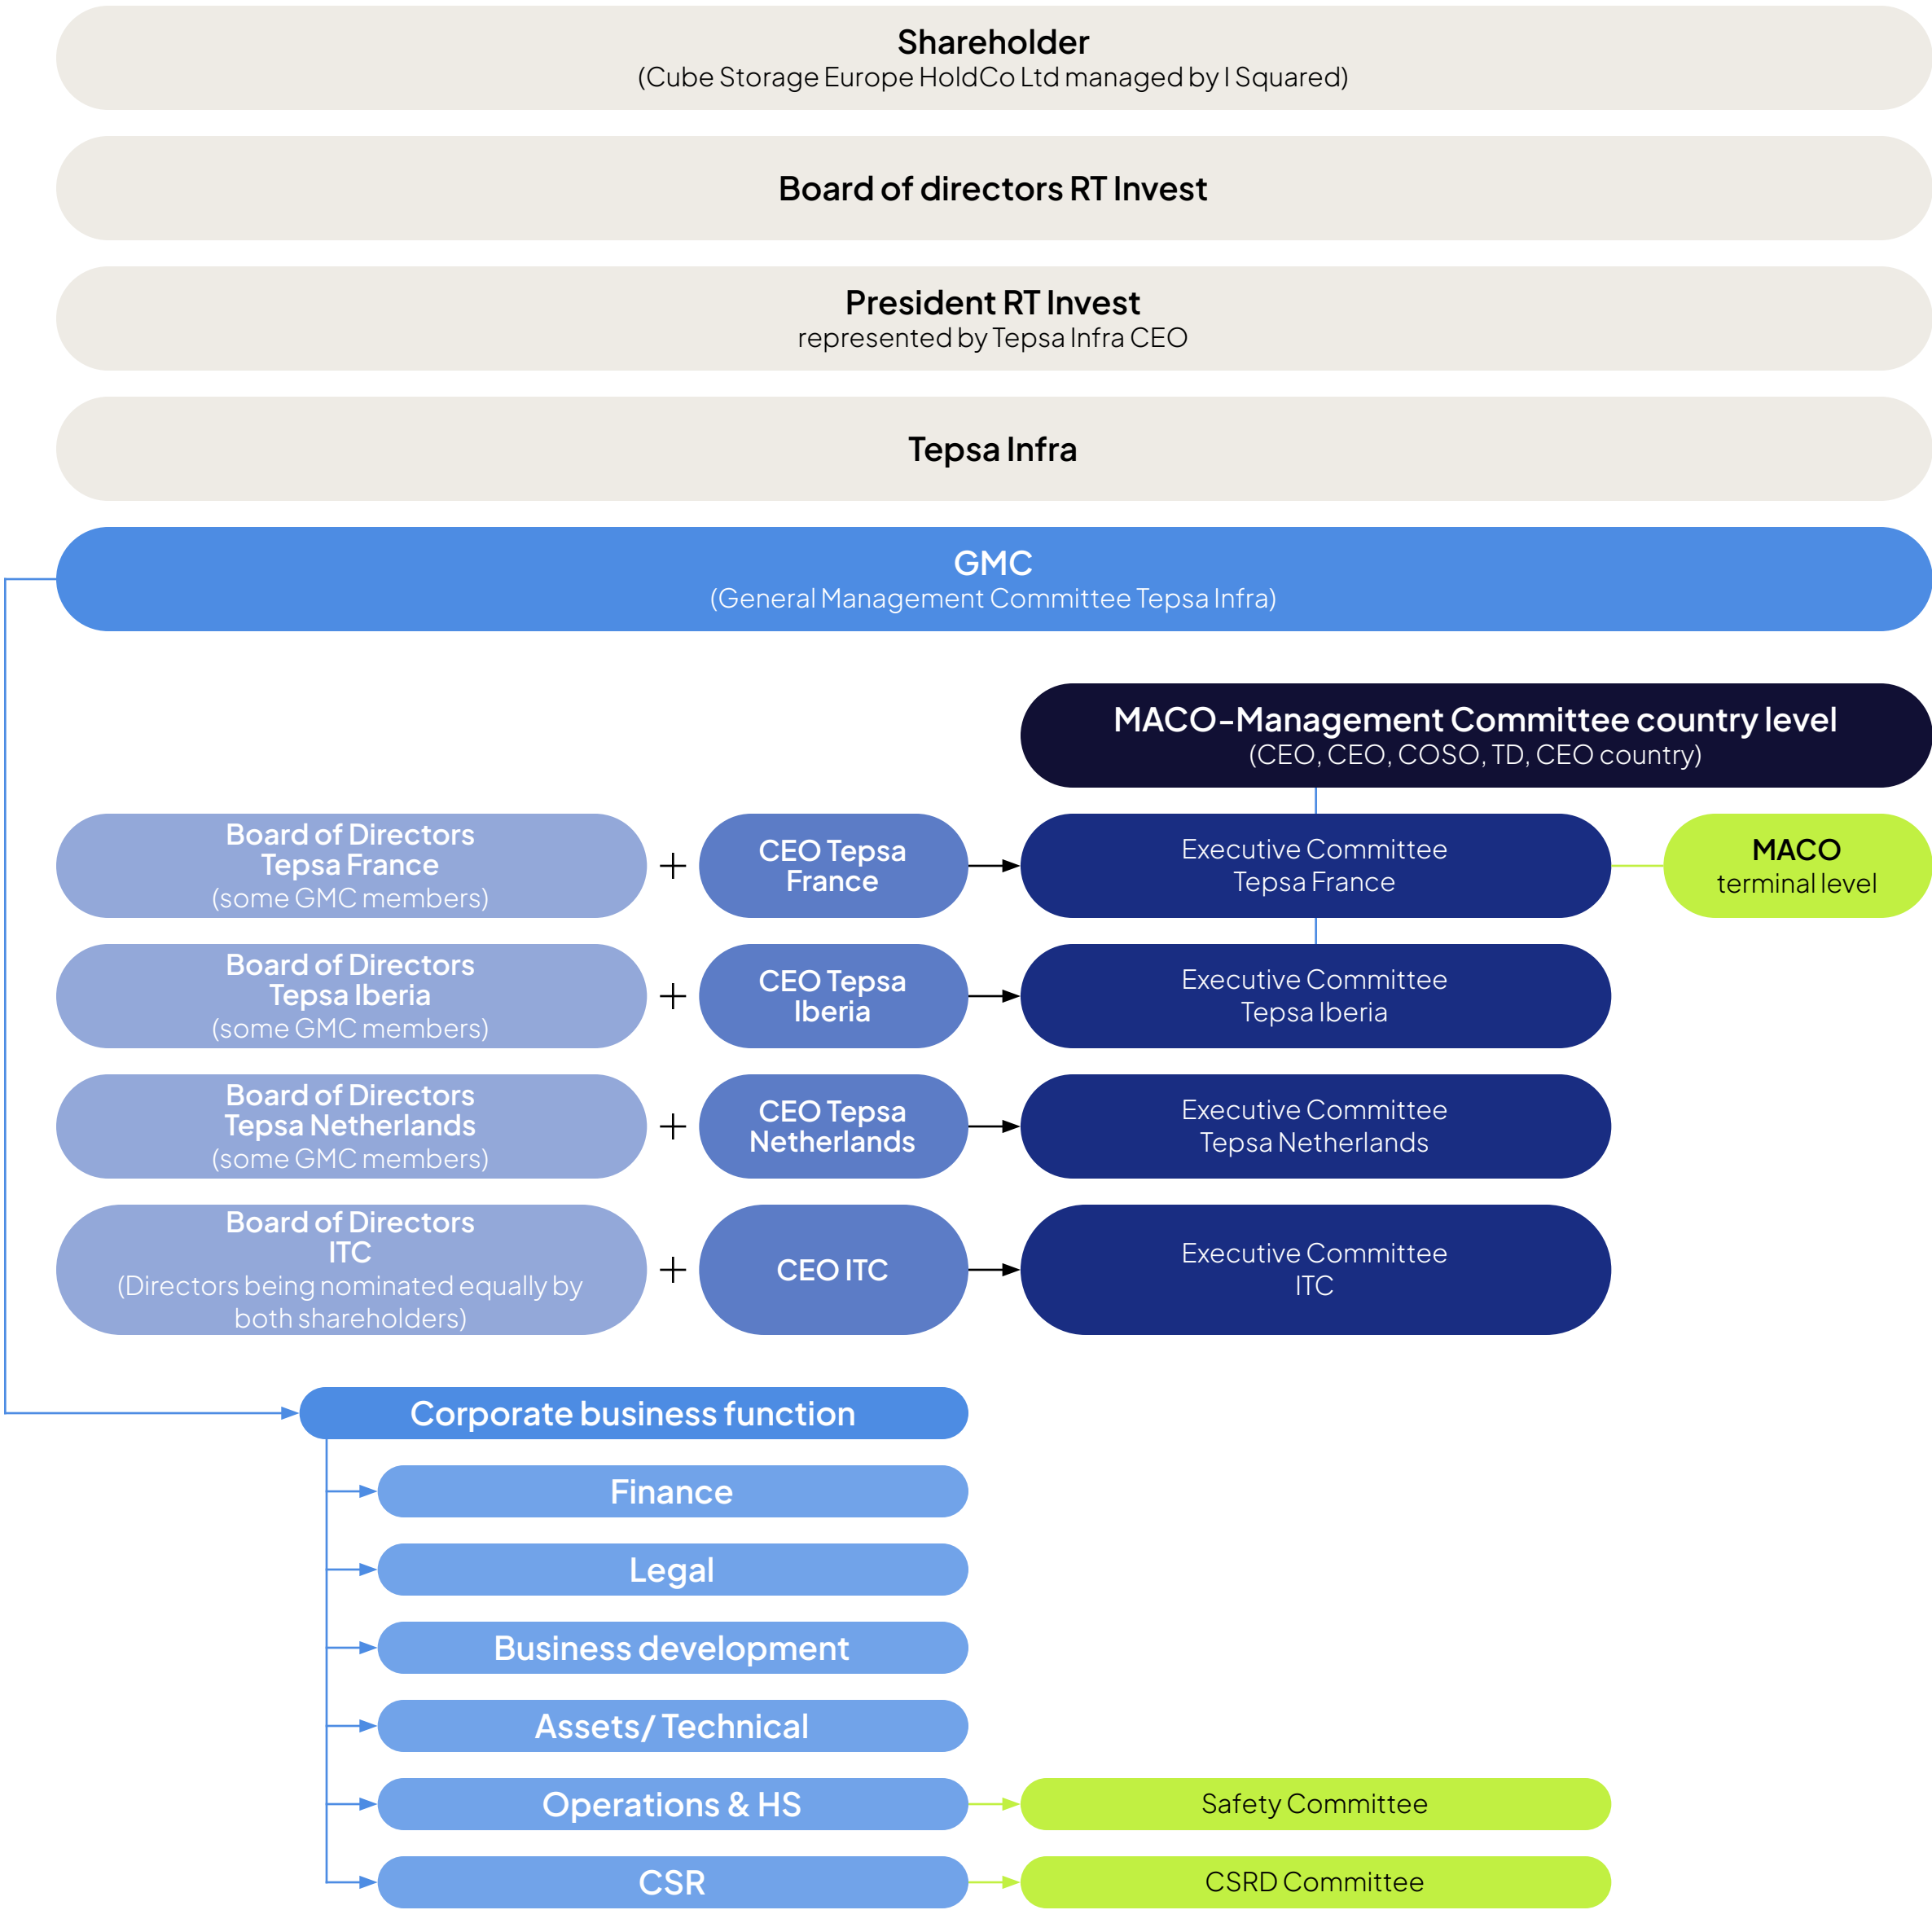 Shareholder
(Cube Storage Europe HoldCo Ltd managed by I Squared)
Board of directors RT Invest
President RT Invest
represented by Tepsa Infra CEO
Tepsa Infra
GMC
(General Management Committee Tepsa Infra)
MACO-Management Committee country level
(CEO, CEO, COSO, TD, CEO country)
Board of Directors
Tepsa France
(some GMC members)
+
CEO Tepsa
France
Executive Committee
Tepsa France
MACO
terminal level
Board of Directors
Tepsa Iberia
(some GMC members)
+
CEO Tepsa
Iberia
Executive Committee
Tepsa Iberia
Board of Directors
Tepsa Netherlands
(some GMC members)
+
CEO Tepsa
Netherlands
Executive Committee
Tepsa Netherlands
Board of Directors
ITC
(Directors being nominated equally by
both shareholders)
+
CEO ITC
Executive Committee
ITC
Corporate business function
Finance
Legal
Business development
Assets/ Technical
Operations & HS
Safety Committee
CSR
CSRD Committee